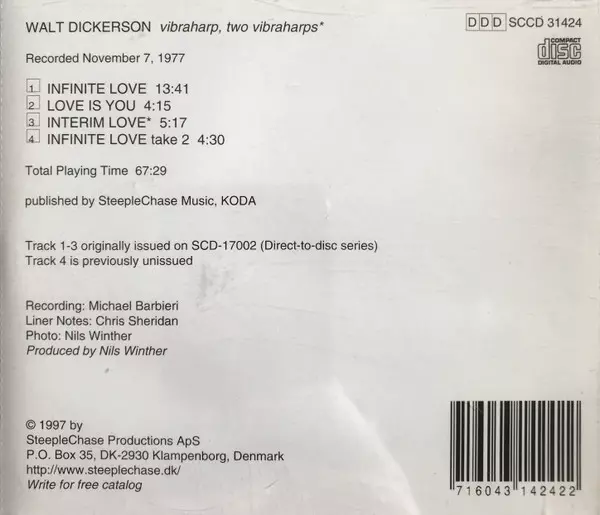 WALT DICKERSON vibraharp, two vibraharps*
DDD SCCD 31424
COMPACT
disc
DIGITAL AUDIO
Recorded November 7, 1977
1 INFINITE LOVE 13:41
2 LOVE IS YOU 4:15
3 INTERIM LOVE* 5:17
4 INFINITE LOVE take 2 4:30
Total Playing Time 67:29
published by SteepleChase Music, KODA
Track 1-3 originally issued on SCD-17002 (Direct-to-disc series)
Track 4 is previously unissued
Recording: Michael Barbieri
Liner Notes: Chris Sheridan
Photo: Nils Winther
Produced by Nils Winther
© 1997 by
SteepleChase Productions ApS
P.O. Box 35, DK-2930 Klampenborg, Denmark
http://www.steeplechase.dk/
Write for free catalog
716043 142422